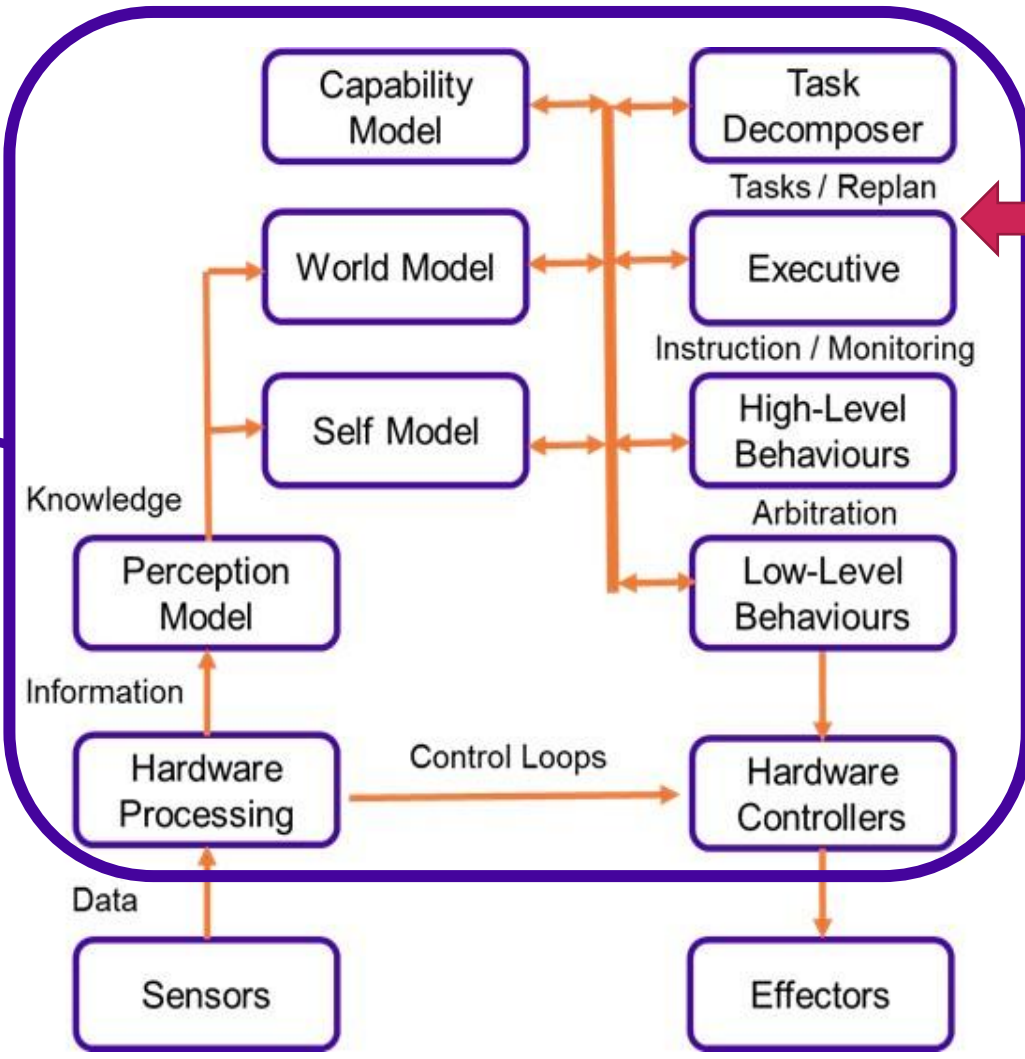 Capability
Model
Task
Decomposer
Tasks / Replan
World Model
Executive
Instruction / Monitoring
Self Model
High-Level
Behaviours
Knowledge
Arbitration
Perception
Model
Low-Level
Behaviours
Information
Hardware
Processing
Control Loops
Hardware
Controllers
Data
Sensors
Effectors